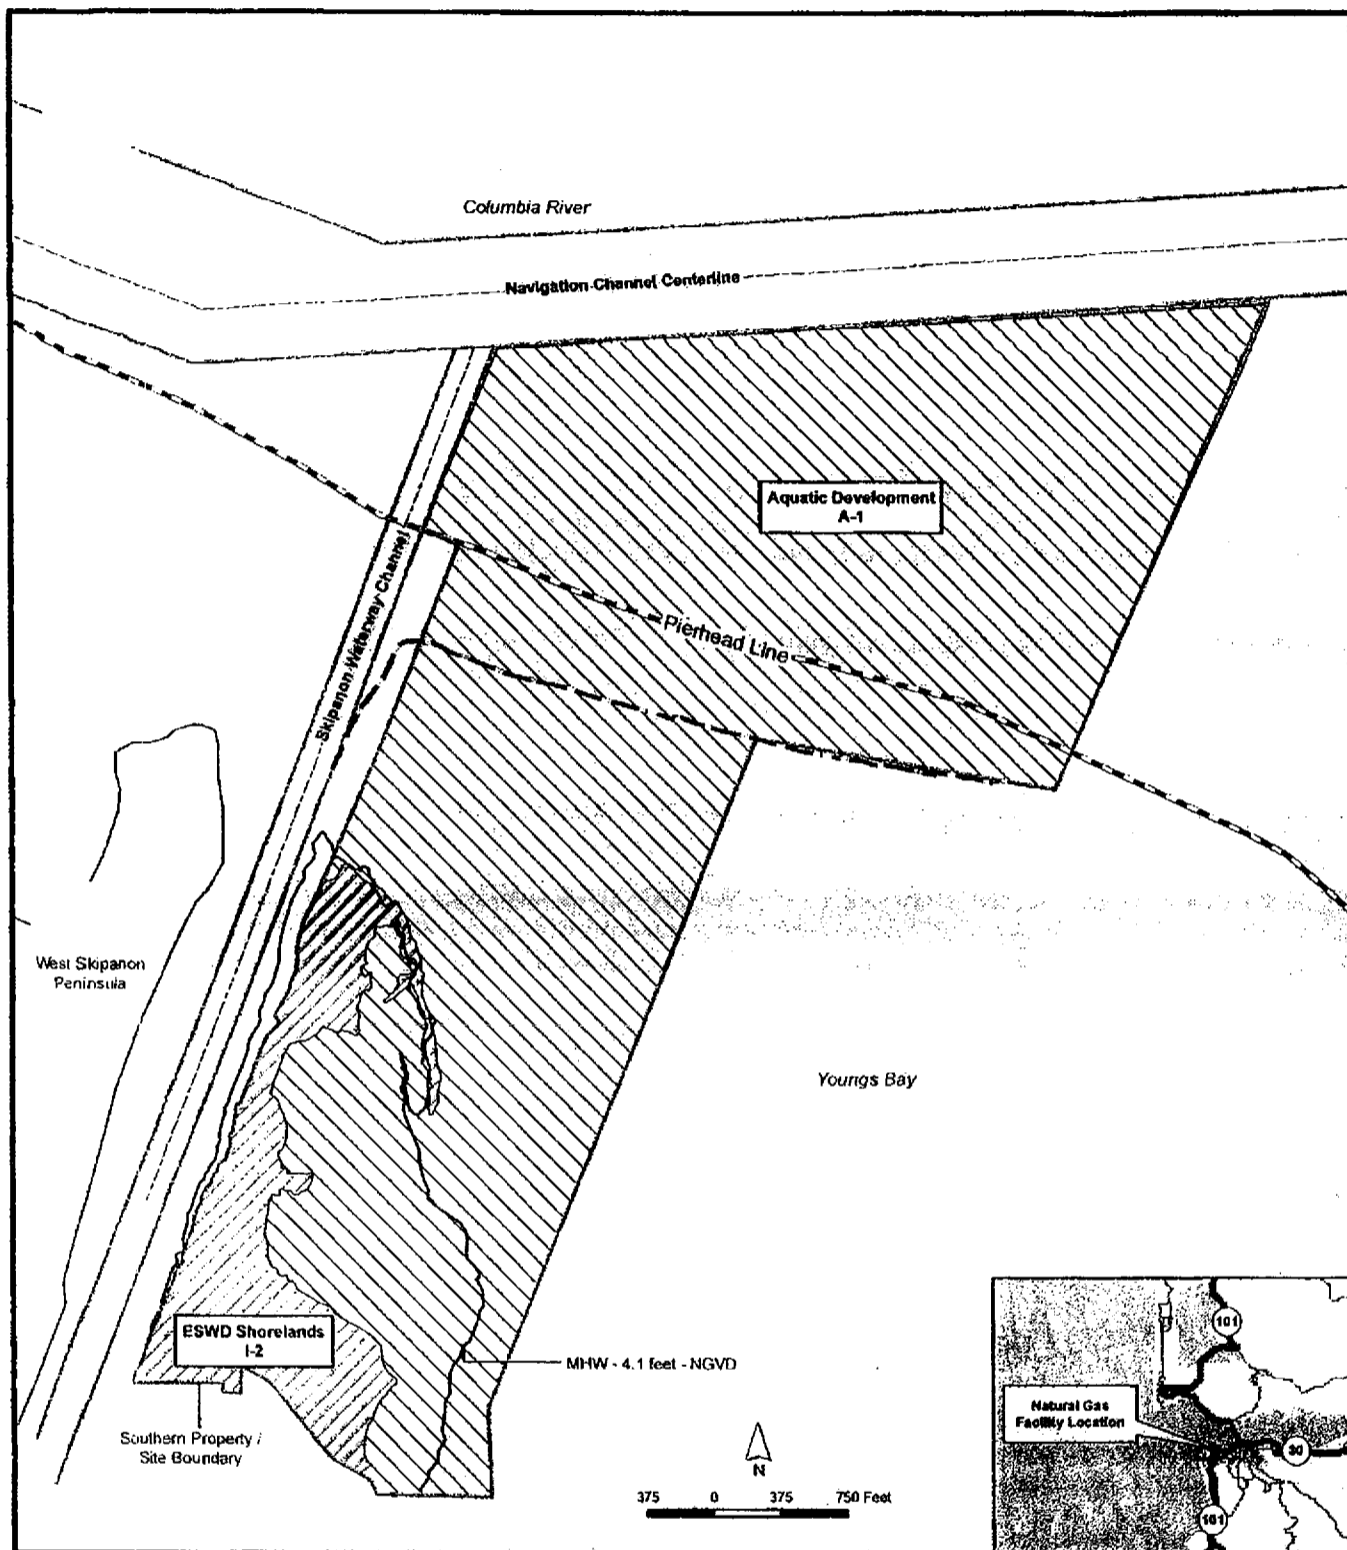 Columbia River
Navigation Channel Centerline
Aquatic Development
A-1
Skipanon Waterway Channel
Pierhead Line
West Skipanon
Peninsula
Youngs Bay
ESWD Shorelands
I-2
MHW - 4.1 feet - NGVD
Southern Property /
Site Boundary
N
375 0 375 750 Feet
101
Natural Gas
Facility Location
30
101